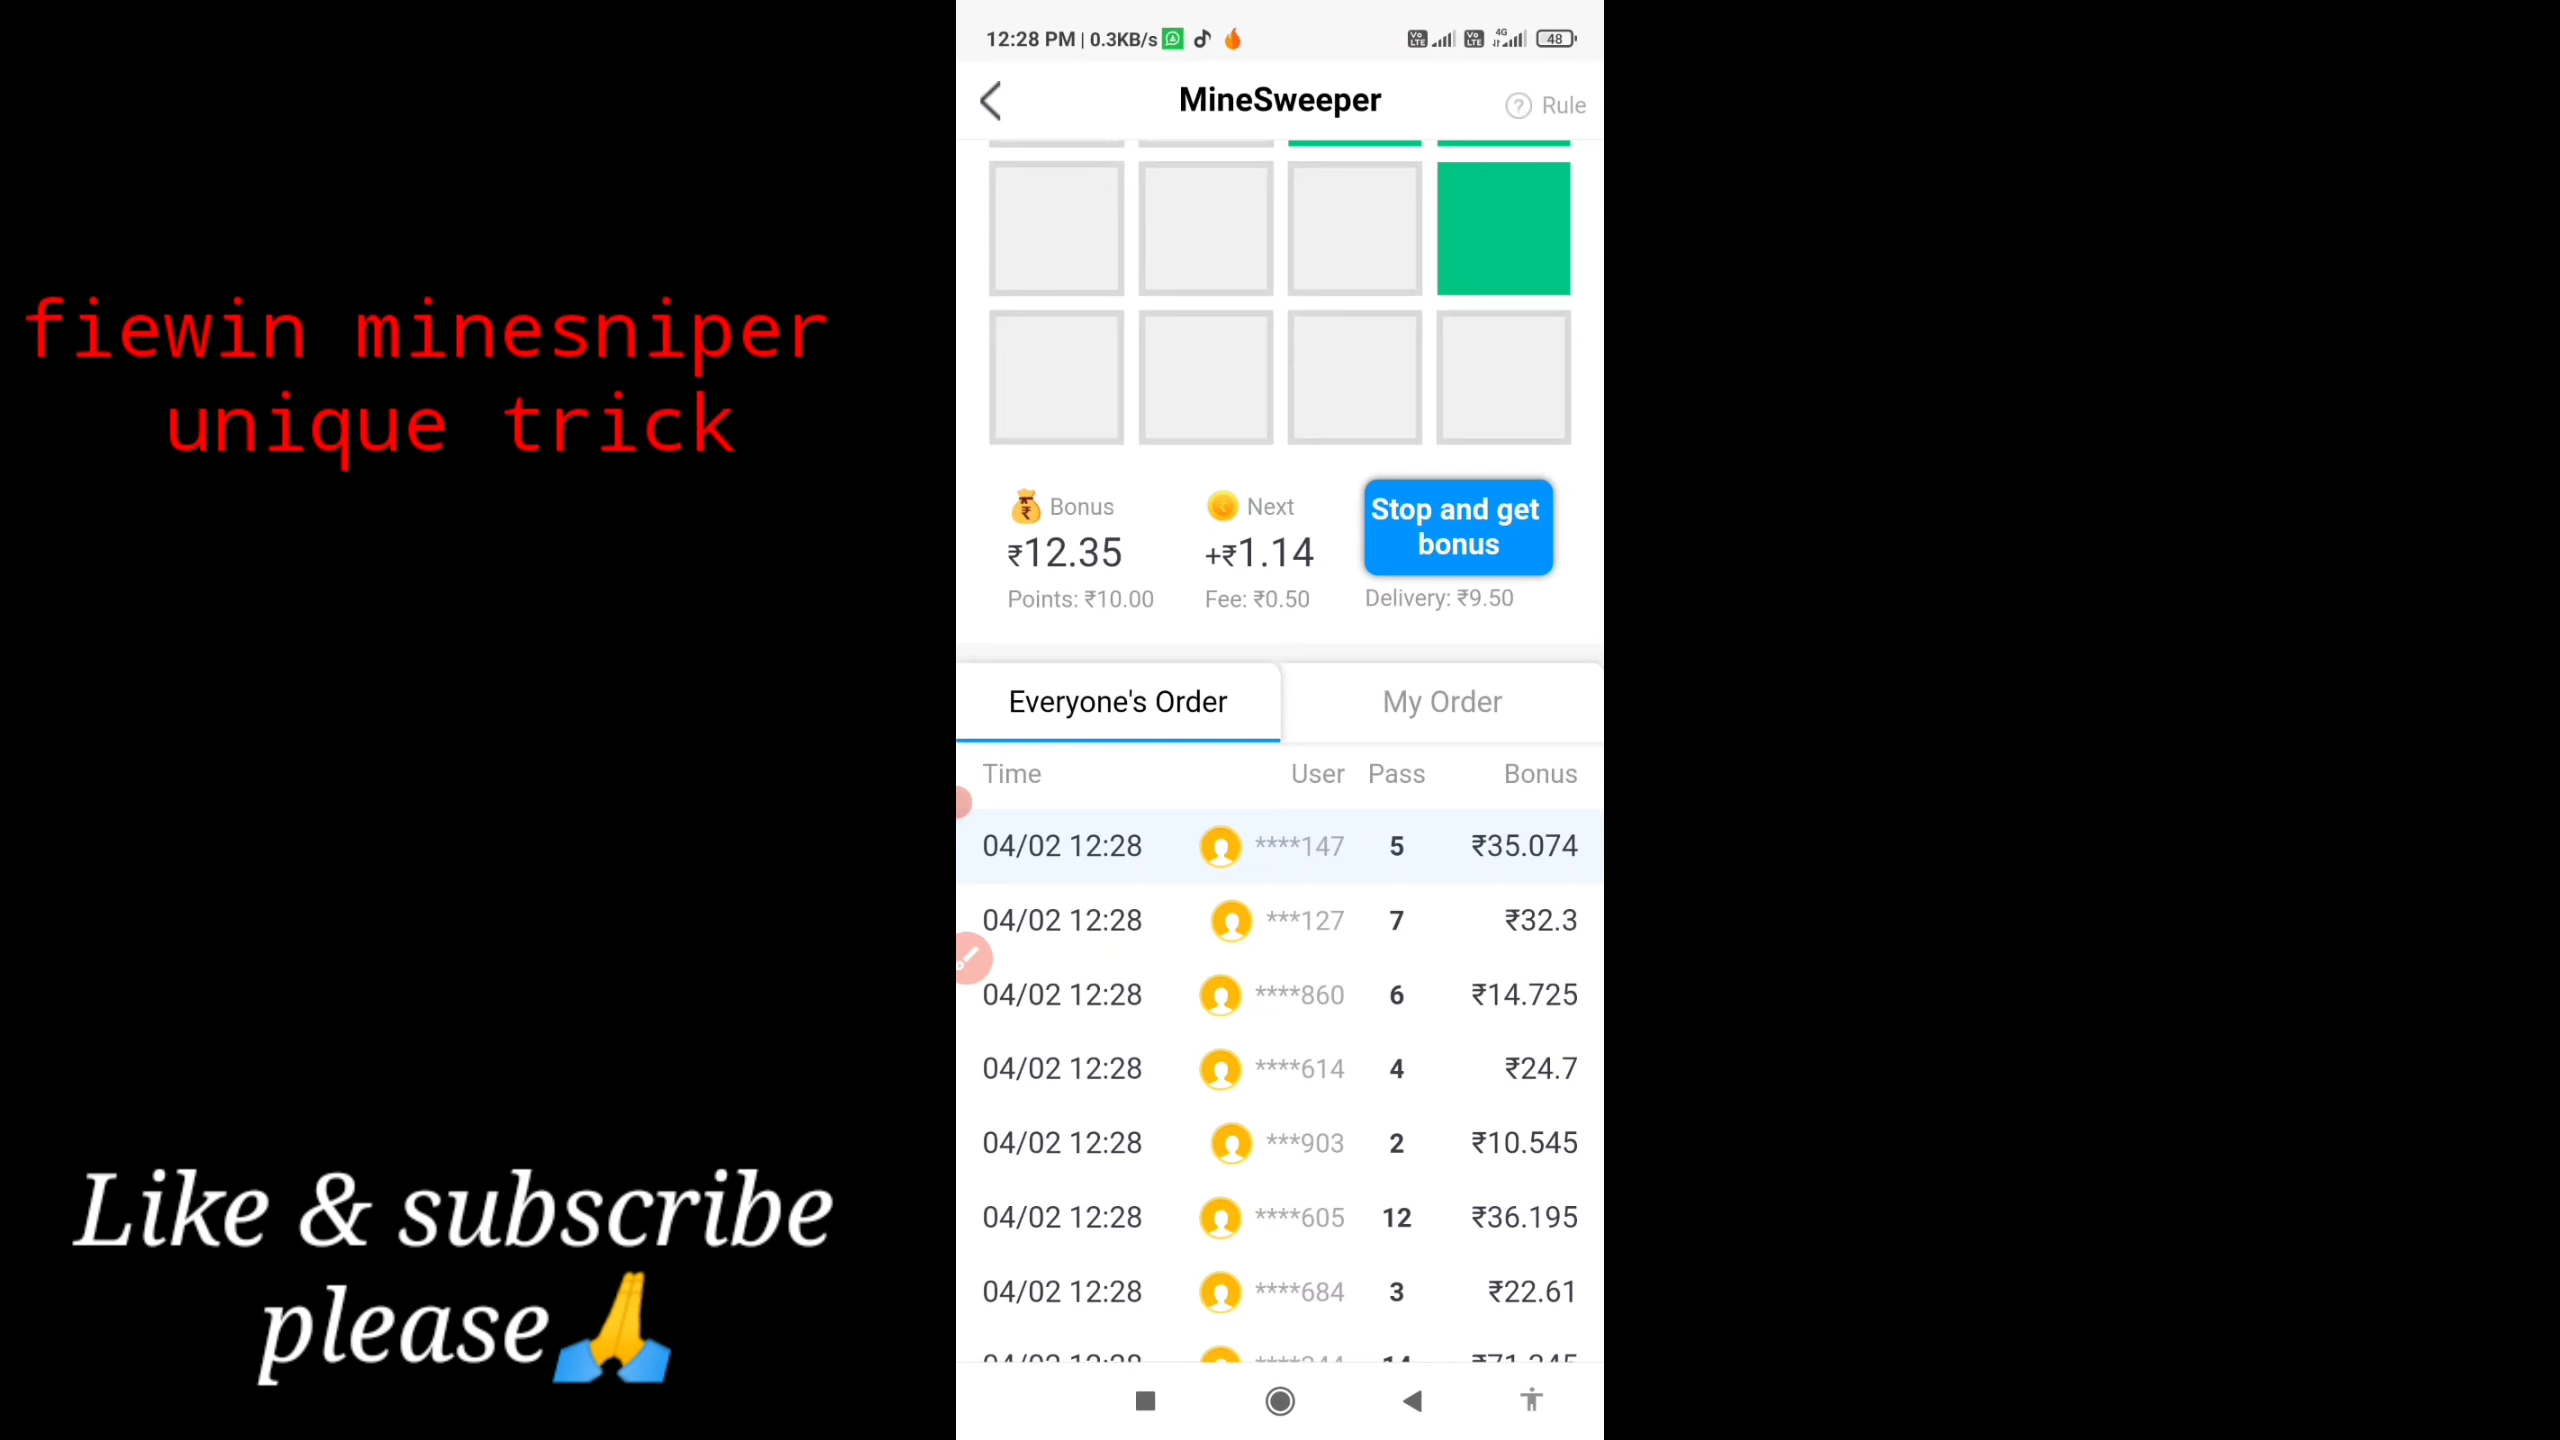 12:28 PM | 0.3KB/s
Vo LTE Vo LTE 4G 48
MineSweeper
? Rule
fiewin minesniper
unique trick
Bonus Next Stop and get
bonus
₹12.35 +₹1.14
Points: ₹10.00 Fee: ₹0.50 Delivery: ₹9.50
Everyone's Order My Order
Time User Pass Bonus
04/02 12:28 ****147 5 ₹35.074
04/02 12:28 ***127 7 ₹32.3
04/02 12:28 ****860 6 ₹14.725
04/02 12:28 ****614 4 ₹24.7
04/02 12:28 ***903 2 ₹10.545
04/02 12:28 ****605 12 ₹36.195
04/02 12:28 ****684 3 ₹22.61
Like & subscribe
please🙏